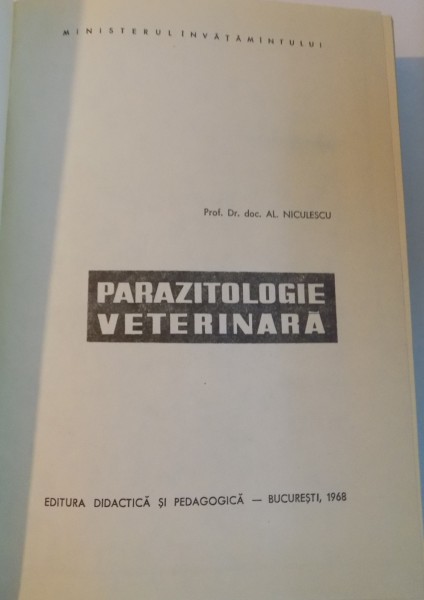 MINISTERUL ÎNVĂȚĂMÎNTULUI
Prof. Dr. doc. AL. NICULESCU
PARAZITOLOGIE
VETERINARĂ
EDITURA DIDACTICĂ ȘI PEDAGOGICĂ — BUCUREȘTI, 1968